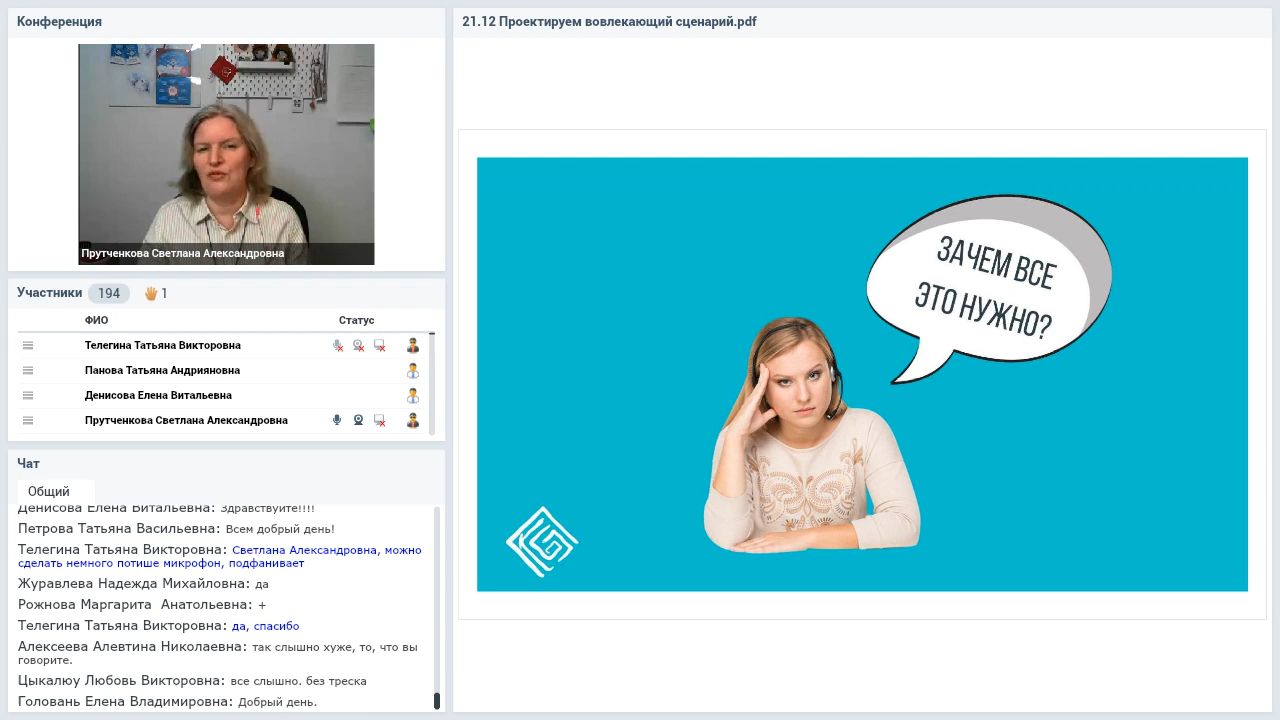 Конференция
Прутченкова Светлана Александровна
Участники 194 1
ФИО Статус
Телегина Татьяна Викторовна
Панова Татьяна Андрияновна
Денисова Елена Витальевна
Прутченкова Светлана Александровна
Чат
Общий
Денисова Елена Витальевна: Здравствуйте!!!!
Петрова Татьяна Васильевна: Всем добрый день!
Телегина Татьяна Викторовна: Светлана Александровна, можно
сделать немного потише микрофон, подфанивает
Журавлева Надежда Михайловна: да
Рожнова Маргарита Анатольевна: +
Телегина Татьяна Викторовна: да, спасибо
Алексеева Алевтина Николаевна: так слышно хуже, то, что вы
говорите.
Цыкалюу Любовь Викторовна: все слышно. без треска
Головань Елена Владимировна: Добрый день.
21.12 Проектируем вовлекающий сценарий.pdf
ЗАЧЕМ ВСЕ
ЭТО НУЖНО?